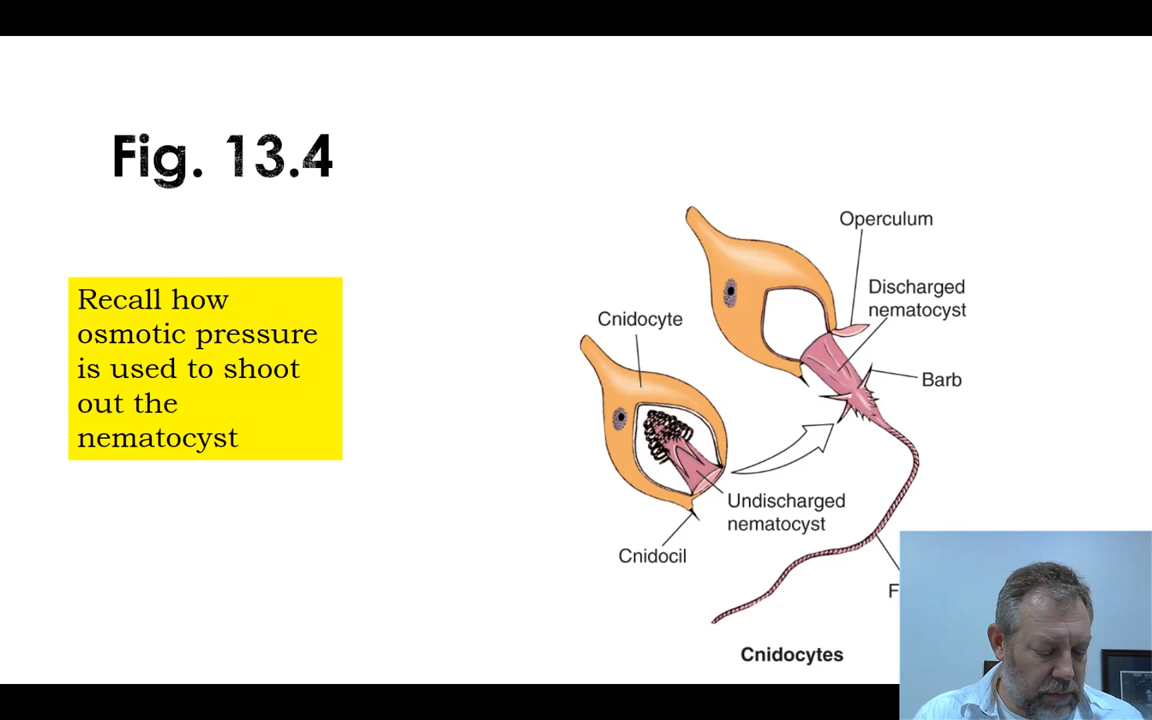 Fig. 13.4
Recall how
osmotic pressure
is used to shoot
out the
nematocyst
Operculum
Discharged
nematocyst
Cnidocyte
Barb
Undischarged
nematocyst
Cnidocil
Cnidocytes